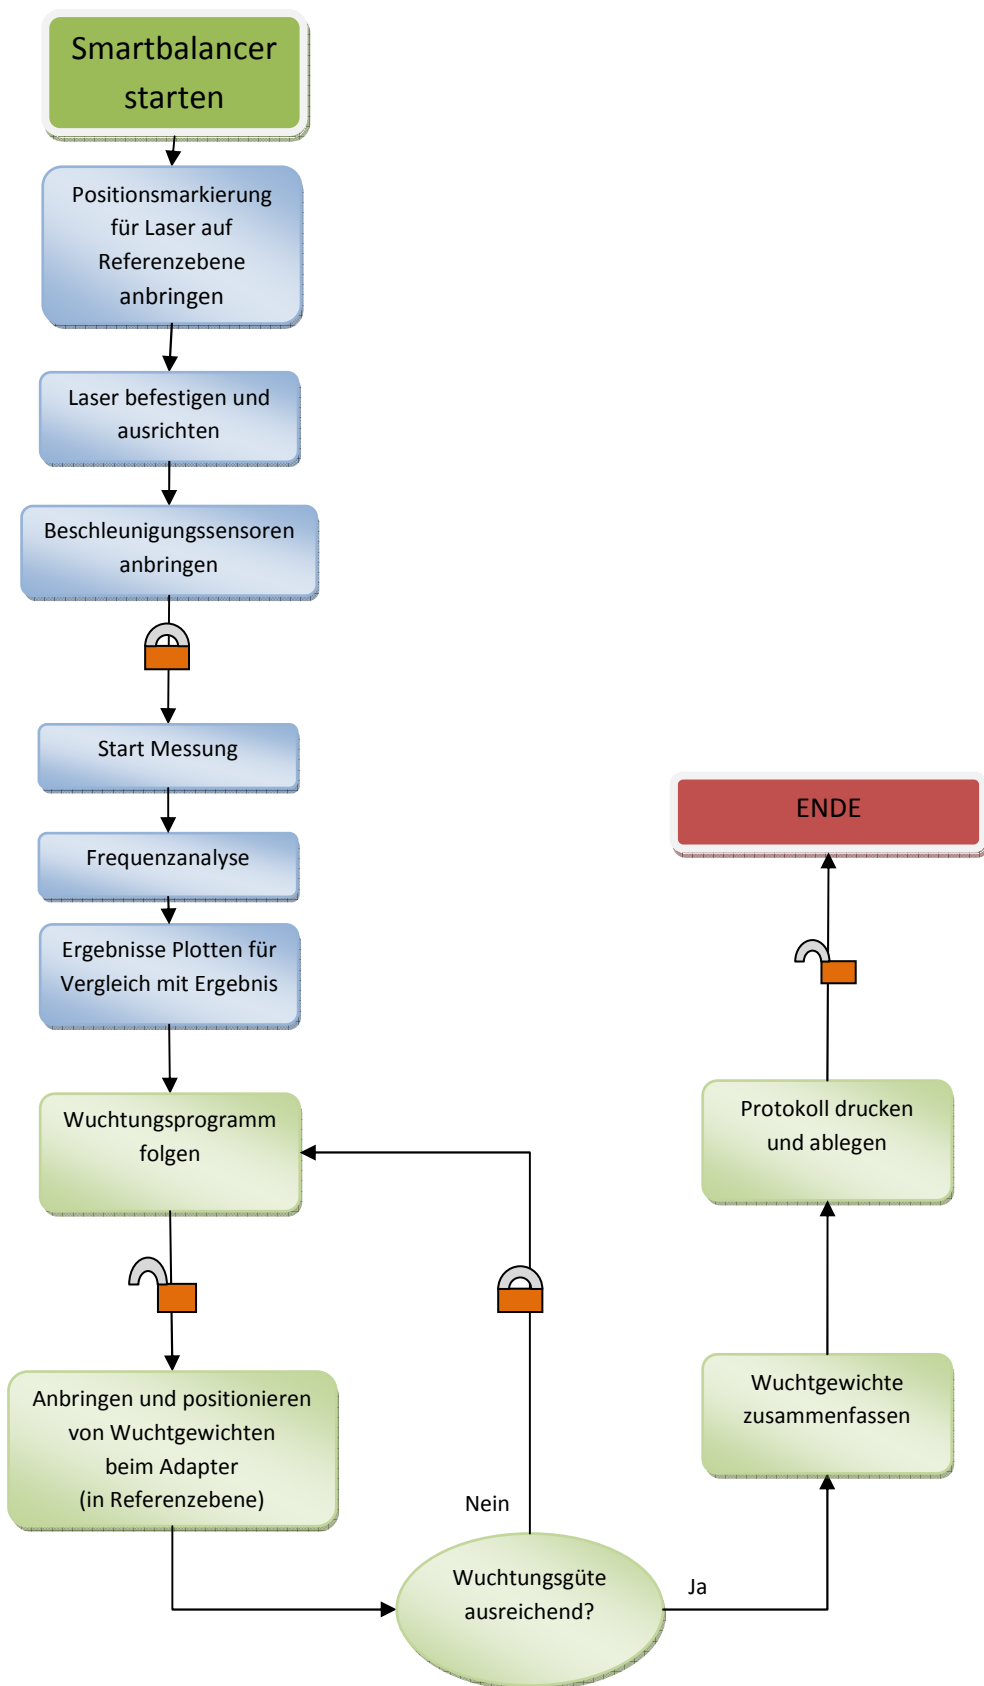 Smartbalancer
starten
Positionsmarkierung
für Laser auf
Referenzebene
anbringen
Laser befestigen und
ausrichten
Beschleunigungssensoren
anbringen
Start Messung
Frequenzanalyse
Ergebnisse Plotten für
Vergleich mit Ergebnis
Wuchtungsprogramm
folgen
Anbringen und positionieren
von Wuchtgewichten
beim Adapter
(in Referenzebene)
Nein
Wuchtungsgüte
ausreichend?
Ja
Wuchtgewichte
zusammenfassen
Protokoll drucken
und ablegen
ENDE